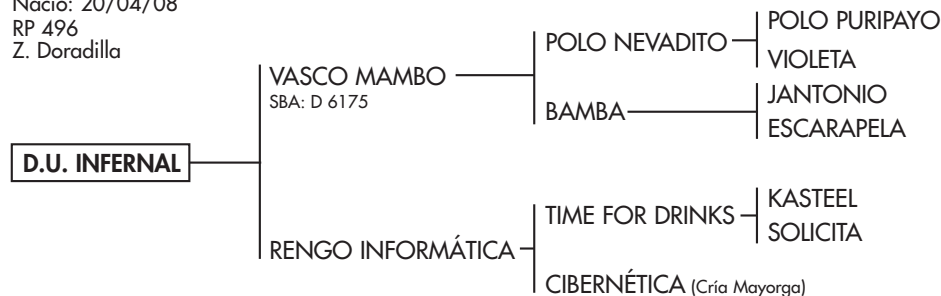 Nació: 20/04/08
RP 496
Z. Doradilla
D.U. INFERNAL
VASCO MAMBO
SBA: D 6175
RENGO INFORMÁTICA
POLO NEVADITO
BAMBA
TIME FOR DRINKS
CIBERNÉTICA (Cría Mayorga)
POLO PURIPAYO
VIOLETA
JANTONIO
ESCARAPELA
KASTEEL
SOLICITA